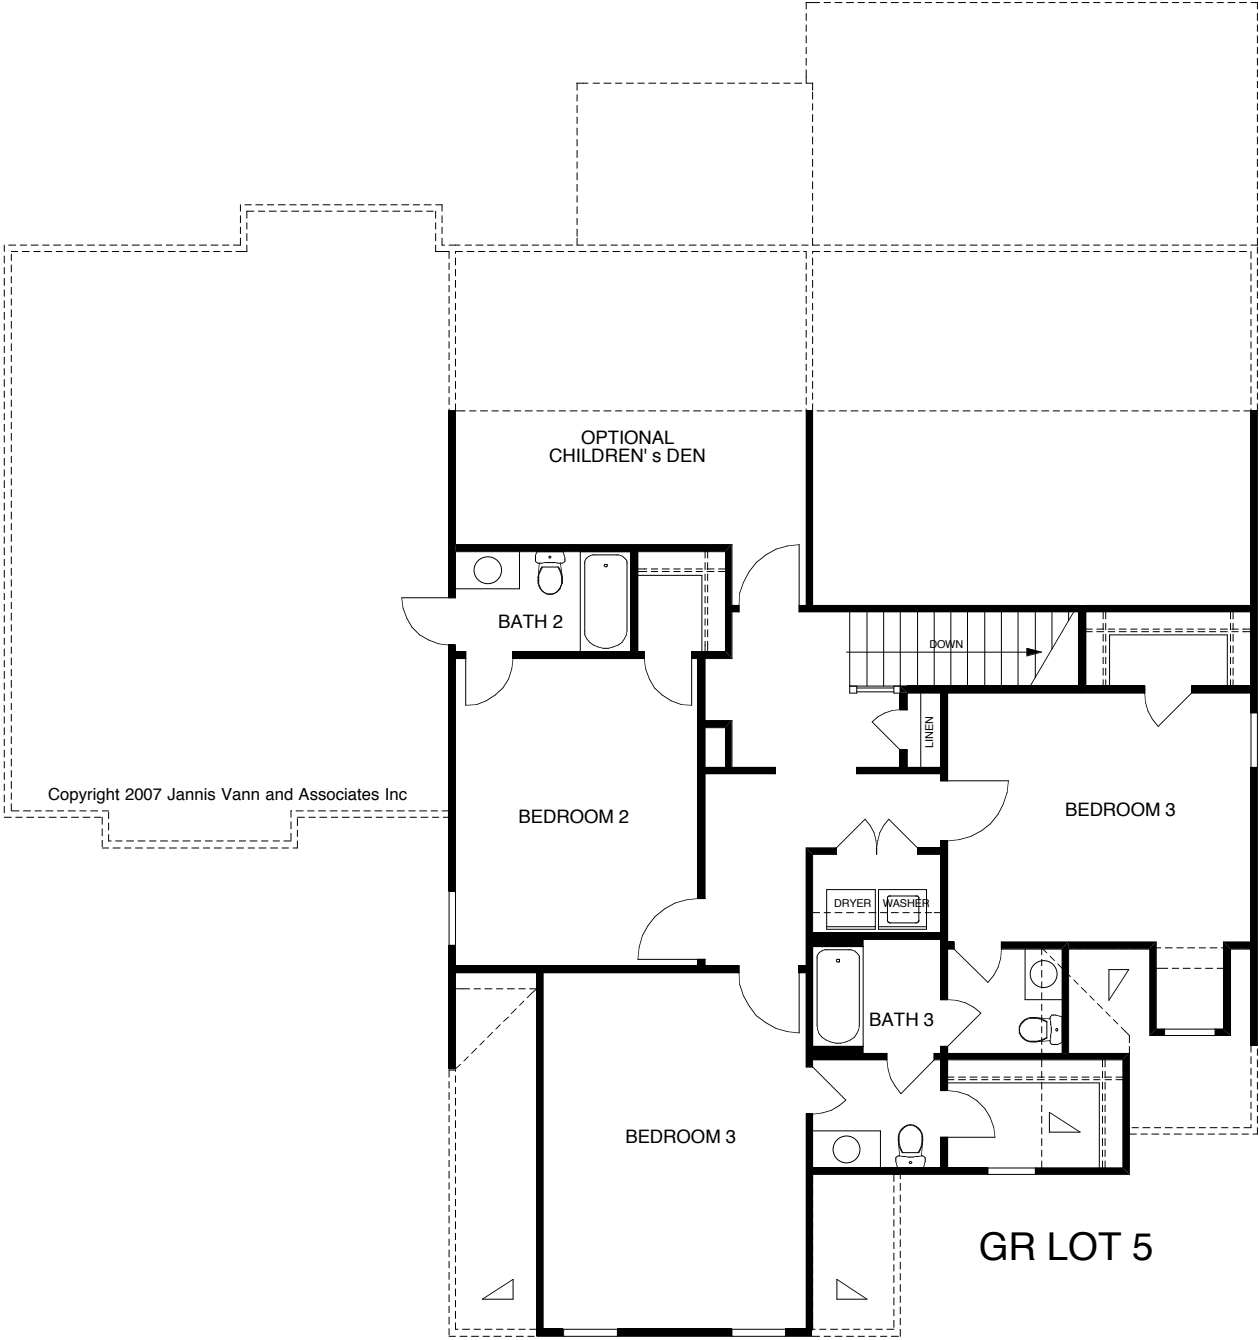 OPTIONAL
CHILDREN' s DEN
BATH 2
DOWN
LINEN
Copyright 2007 Jannis Vann and Associates Inc
BEDROOM 2
BEDROOM 3
DRYER
WASHER
BATH 3
BEDROOM 3
GR LOT 5